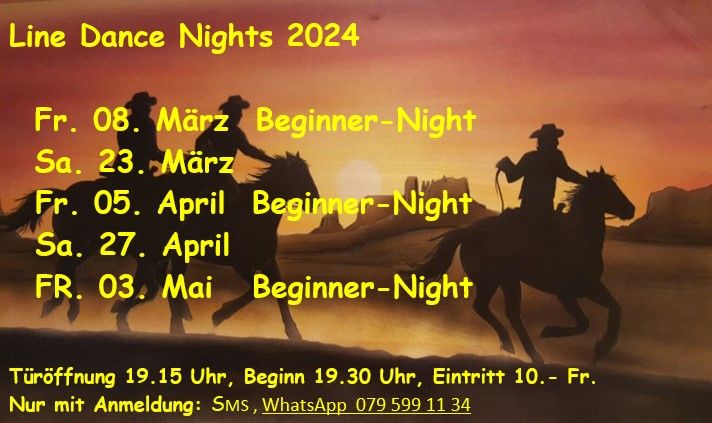 Line Dance Nights 2024
Fr. 08. März Beginner-Night
Sa. 23. März
Fr. 05. April Beginner-Night
Sa. 27. April
FR. 03. Mai Beginner-Night
Türöffnung 19.15 Uhr, Beginn 19.30 Uhr, Eintritt 10.- Fr.
Nur mit Anmeldung: SMS , WhatsApp 079 599 11 34